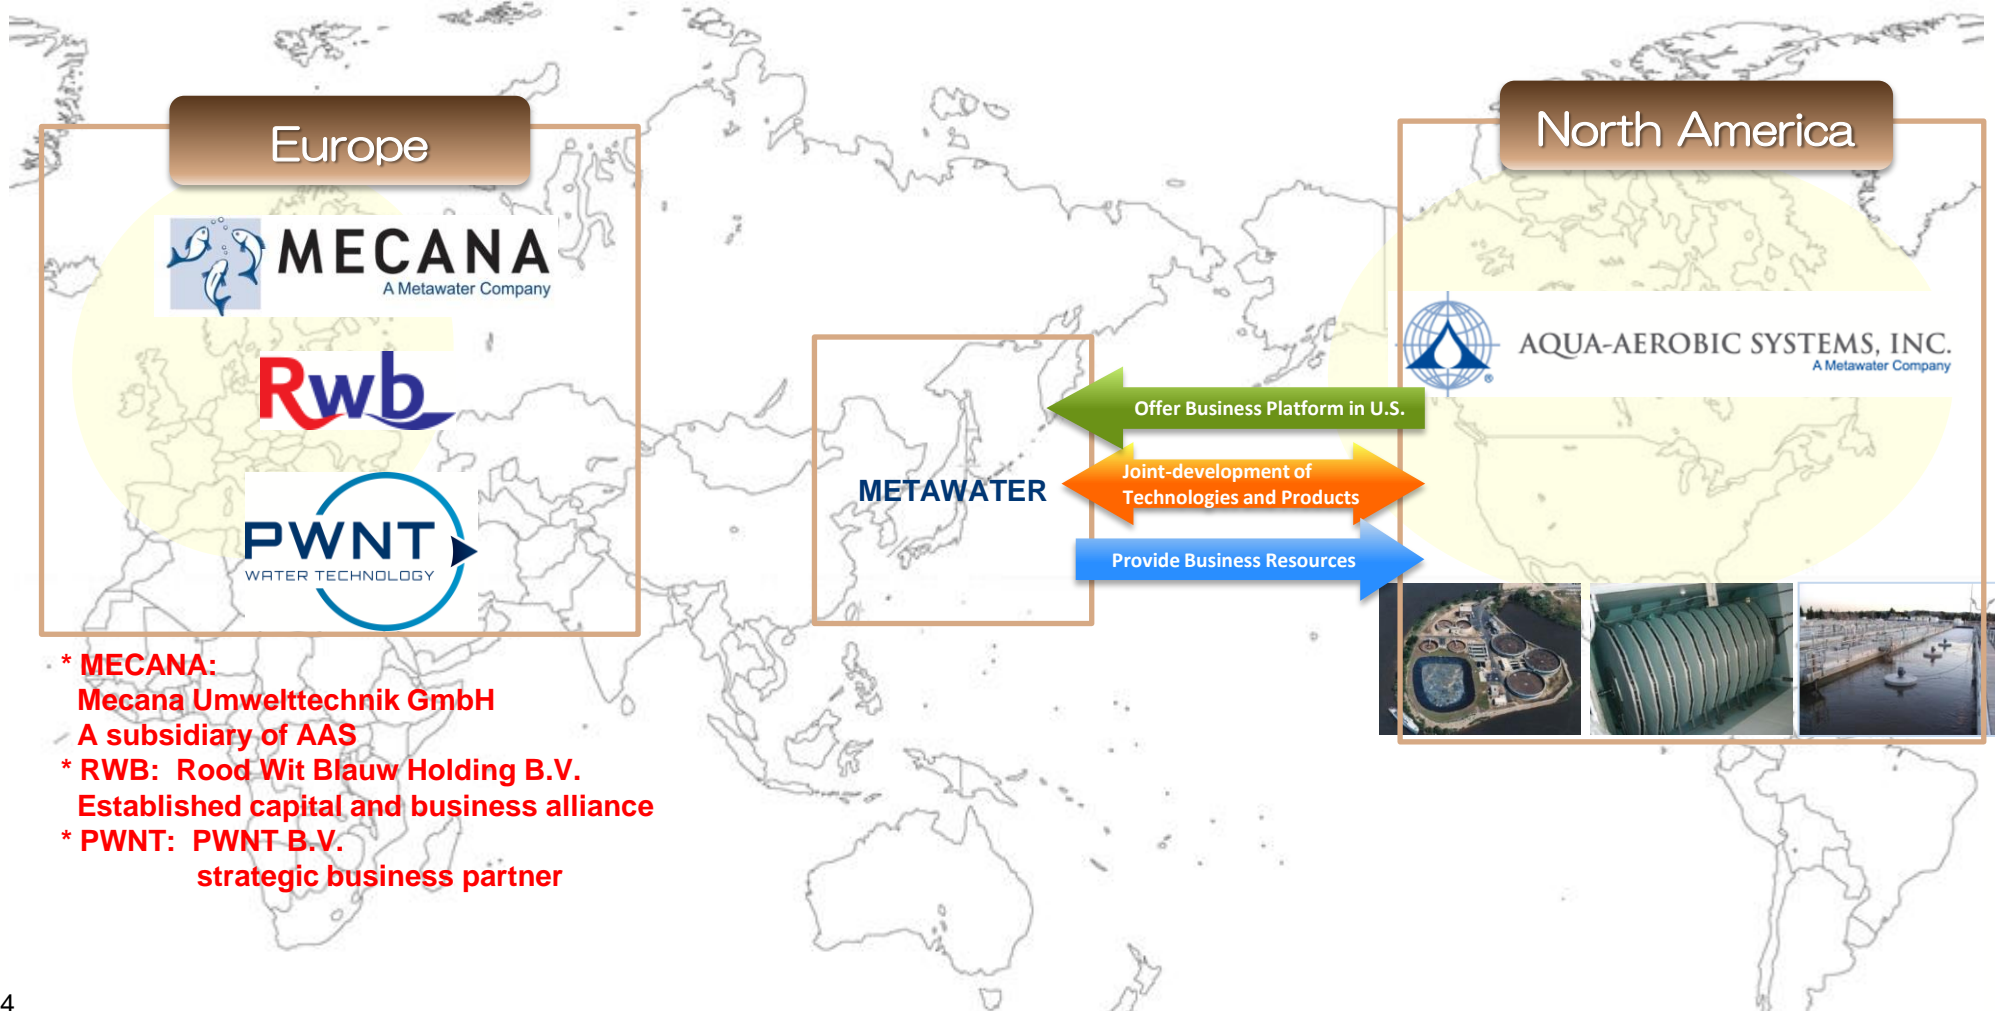 Europe
North America
MECANA
A Metawater Company
Rwb
PWNT
WATER TECHNOLOGY
METAWATER
Offer Business Platform in U.S.
Joint-development of
Technologies and Products
Provide Business Resources
AQUA-AEROBIC SYSTEMS, INC.
®
A Metawater Company
* MECANA:
Mecana Umwelttechnik GmbH
A subsidiary of AAS
* RWB: Rood Wit Blauw Holding B.V.
Established capital and business alliance
* PWNT: PWNT B.V.
strategic business partner
4